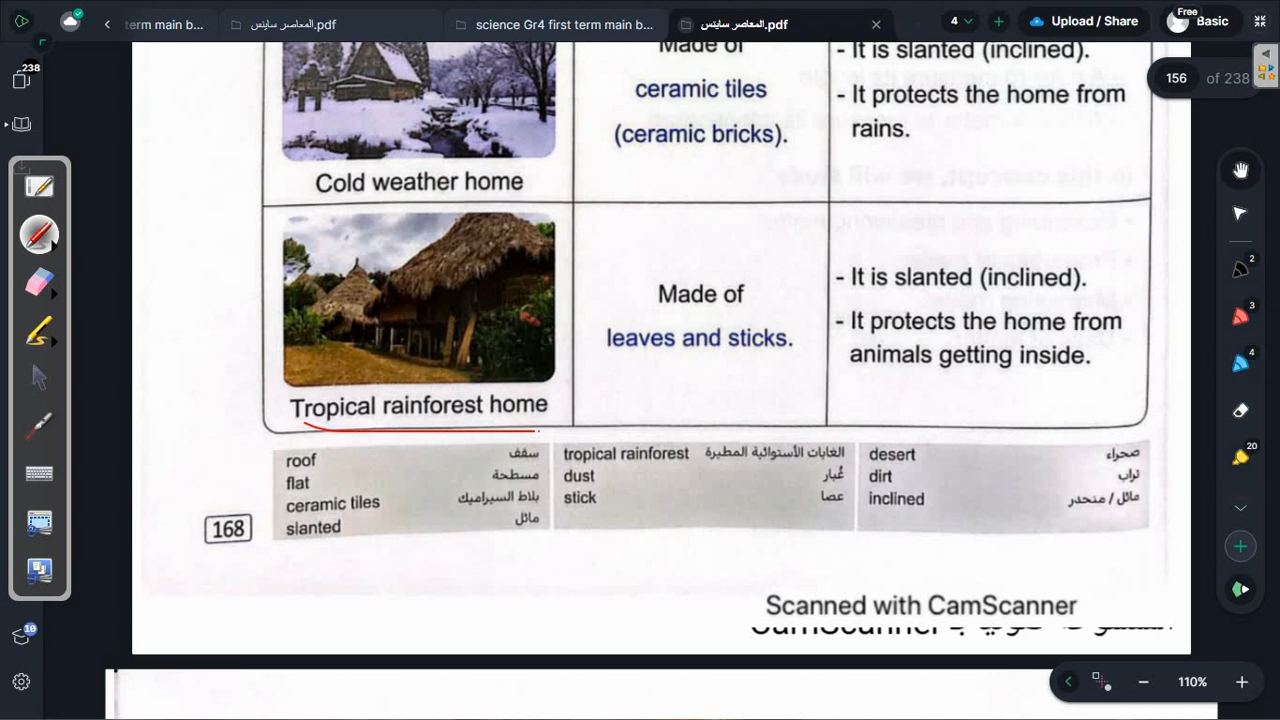 term main b...
المعاصر ساينس.pdf
science Gr4 first term main b...
المعاصر ساينس.pdf
4
Upload / Share
Free
Basic
238
156 of 238
Made of
ceramic tiles
(ceramic bricks).
- It is slanted (inclined).
- It protects the home from
rains.
Cold weather home
Made of
leaves and sticks.
- It is slanted (inclined).
- It protects the home from
animals getting inside.
Tropical rainforest home
roof سقف
flat مسطحة
ceramic tiles بلاط السيراميك
slanted مائل
tropical rainforest الغابات الأستوائية المطيرة
dust غُبار
stick عصا
desert صحراء
dirt تراب
inclined مائل / منحدر
168
Scanned with CamScanner
2
3
4
20
10
110%